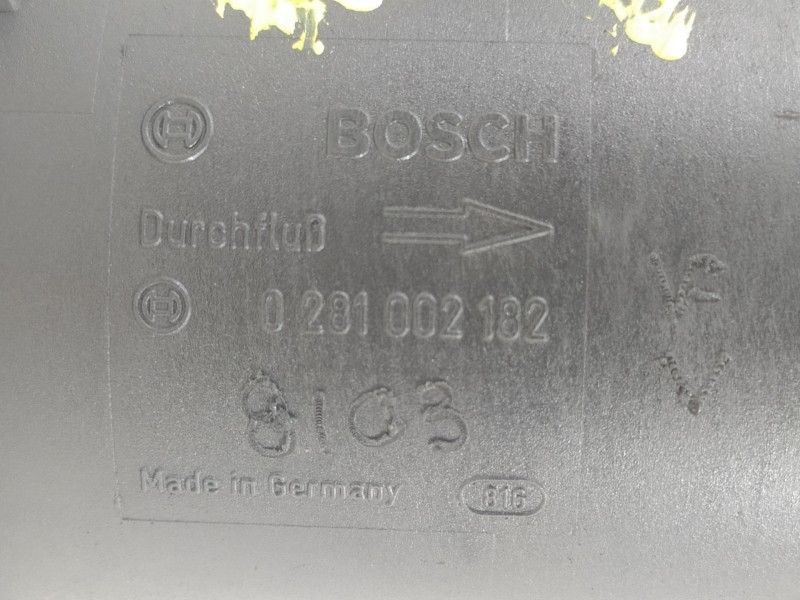 BOSCH
Durchfluß
0 281 002 182
8103
Made in Germany 816